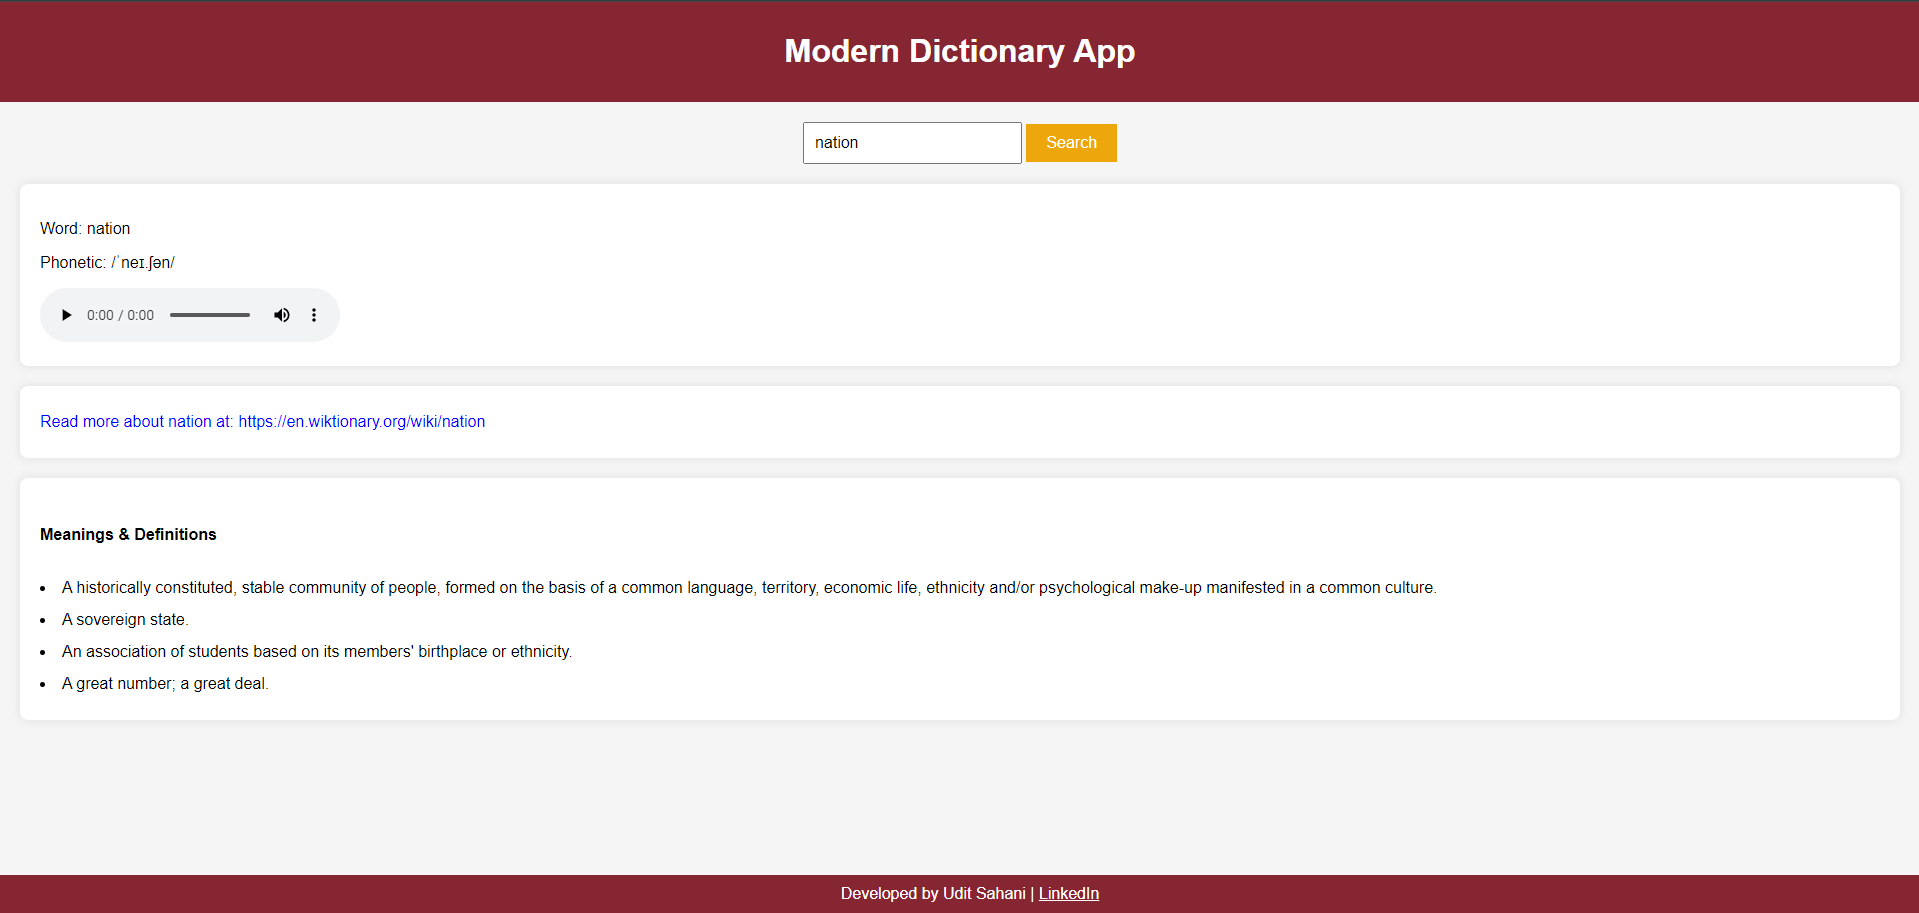 Modern Dictionary App
nation
Search
Word: nation
Phonetic: /ˈneɪ.ʃən/
0:00 / 0:00
Read more about nation at: https://en.wiktionary.org/wiki/nation
Meanings & Definitions
• A historically constituted, stable community of people, formed on the basis of a common language, territory, economic life, ethnicity and/or psychological make-up manifested in a common culture.
• A sovereign state.
• An association of students based on its members' birthplace or ethnicity.
• A great number; a great deal.
Developed by Udit Sahani | LinkedIn